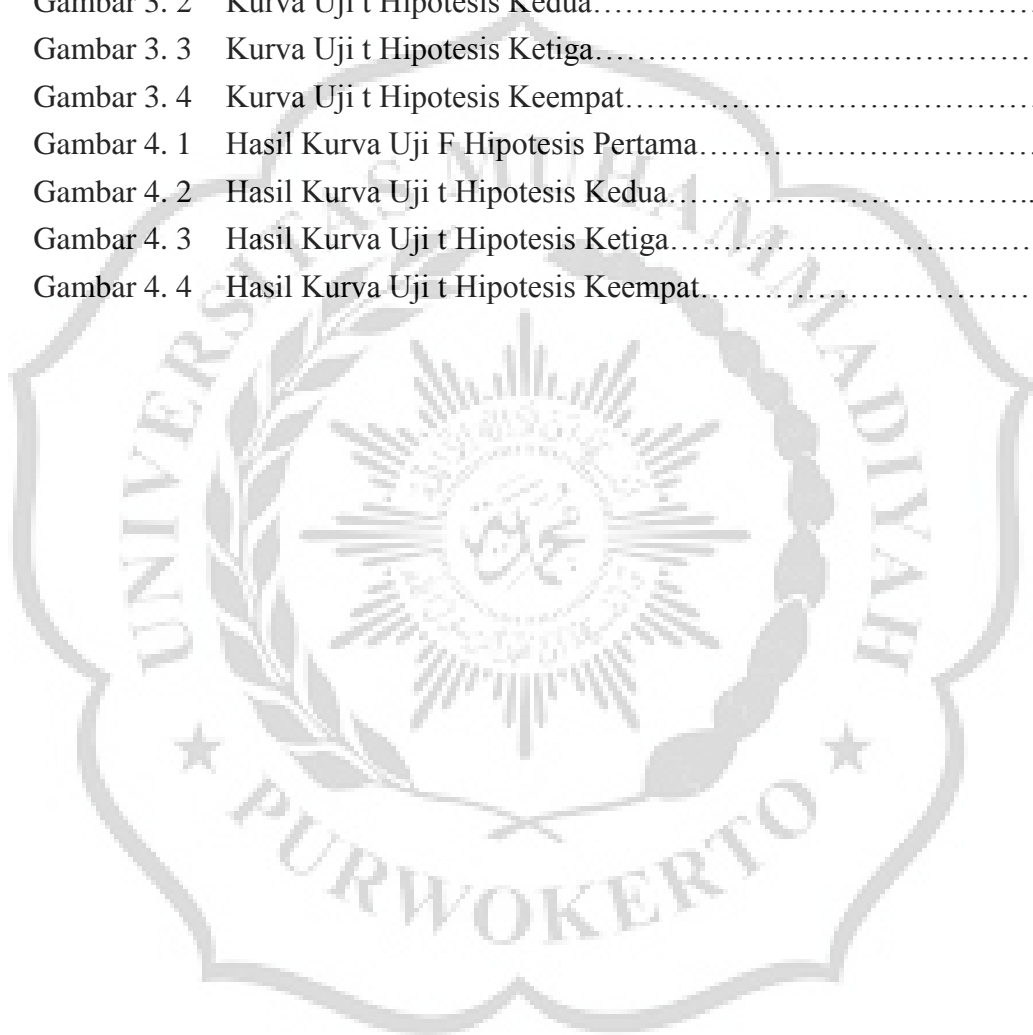 Gambar 3. 2 Kurva Uji t Hipotesis Kedua
Gambar 3. 3 Kurva Uji t Hipotesis Ketiga
Gambar 3. 4 Kurva Uji t Hipotesis Keempat
Gambar 4. 1 Hasil Kurva Uji F Hipotesis Pertama
Gambar 4. 2 Hasil Kurva Uji t Hipotesis Kedua
Gambar 4. 3 Hasil Kurva Uji t Hipotesis Ketiga
Gambar 4. 4 Hasil Kurva Uji t Hipotesis Keempat
UNIVERSITAS MUHAMMADIYAH
PURWOKERTO